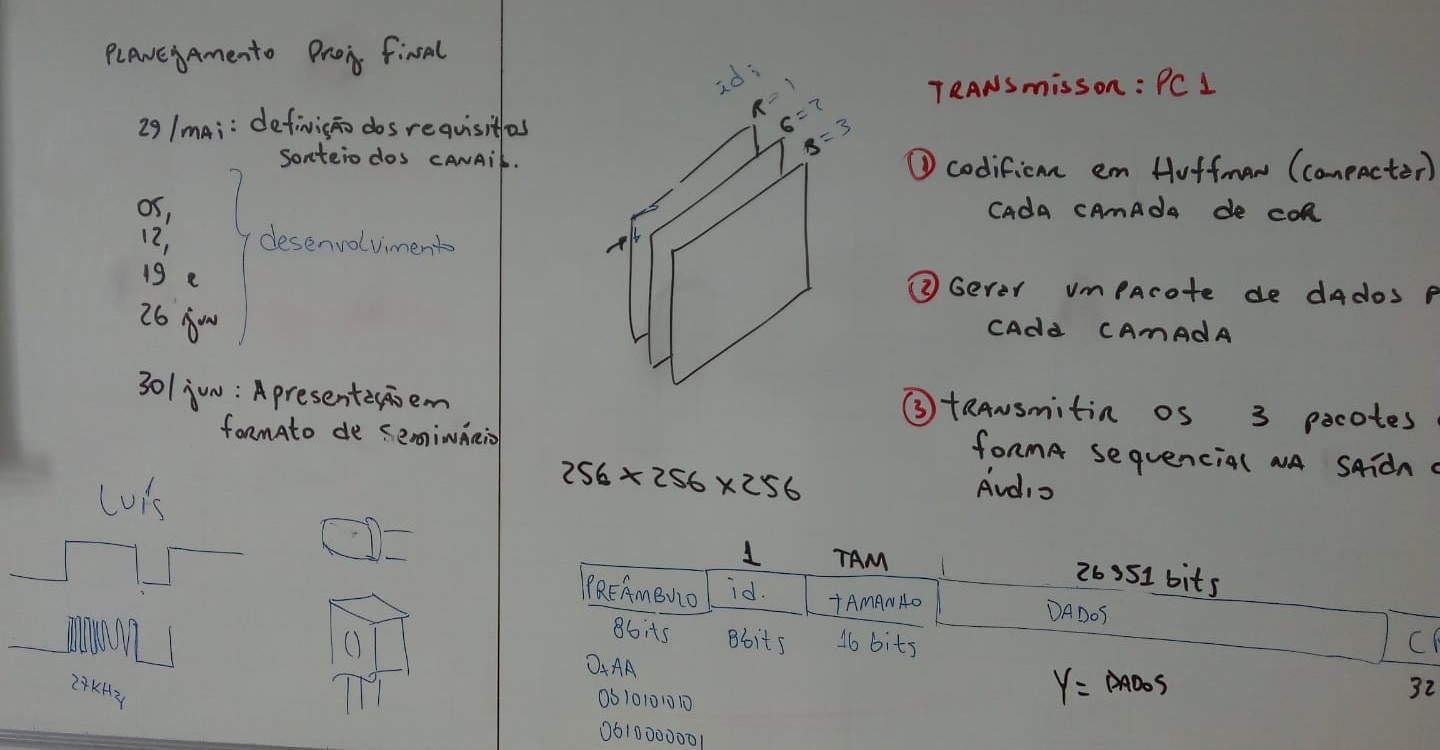 PLANEJAMENTO PROJ. FINAL
29/MAI: definição dos requisitos
Sorteio dos CANAIS.
05,
12,
19 e
26 jun
desenvolvimento
30/jun: Apresentação em
formato de Seminário
Luís
27KHz
id:
R=1
G=2
B=3
256 x 256 x 256
TRANSMISSOR: PC 1
① Codificar em Huffman (compactar)
CADA CAMADA de COR
② Gerar um PACOTE de dADOS P
CADA CAMADA
③ TRANSMITIR os 3 pacotes
forma sequencial NA SAÍDA
Áudio
1 TAM 26951 bits
PREÂMBULO id. TAMANHO DADOS CR
8bits 8bits 16 bits
0xAA
0b10101010
0b10000001
Y = DADOS
32